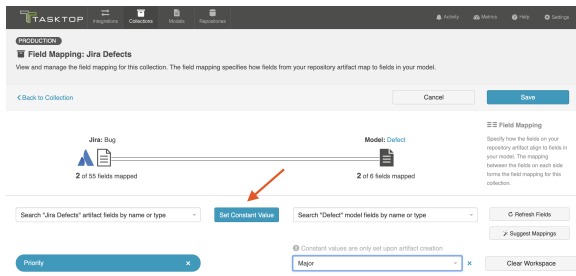 TASKTOP
Integrations
Collections
Models
Repositories
Activity
Metrics
Help
Settings
PRODUCTION
Field Mapping: Jira Defects
View and manage the field mapping for this collection. The field mapping specifies how fields from your repository artifact map to fields in your model.
Back to Collection
Cancel
Save
Jira: Bug
2 of 55 fields mapped
Model: Defect
2 of 6 fields mapped
Field Mapping
Specify how the fields on your
repository artifact align to fields in
your model. The mapping
between the fields on each side
forms the field mapping for this
collection.
Search "Jira Defects" artifact fields by name or type
Set Constant Value
Search "Defect" model fields by name or type
Refresh Fields
Suggest Mappings
Constant values are only set upon artifact creation
Priority
Major
Clear Workspace